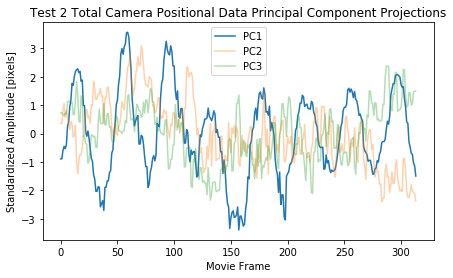 Test 2 Total Camera Positional Data Principal Component Projections
PC1
PC2
PC3
Standardized Amplitude [pixels]
3
2
1
0
−1
−2
−3
0
50
100
150
200
250
300
Movie Frame